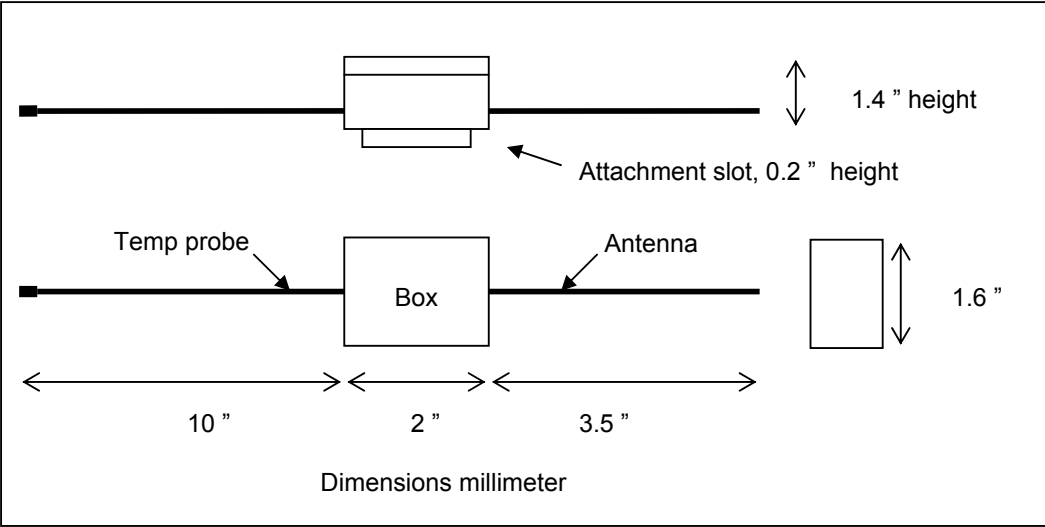 1.4 ” height
Attachment slot, 0.2 ” height
Temp probe
Antenna
Box
1.6 ”
10 ”
2 ”
3.5 ”
Dimensions millimeter